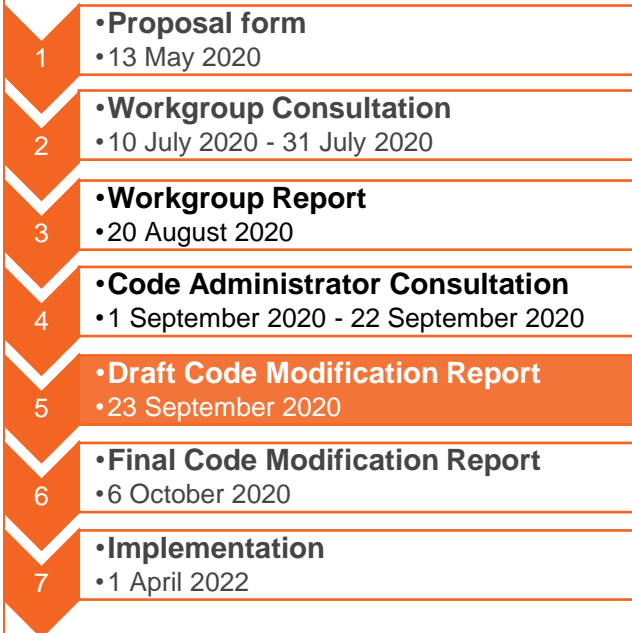 •Proposal form
1
•13 May 2020
•Workgroup Consultation
2
•10 July 2020 - 31 July 2020
•Workgroup Report
3
•20 August 2020
•Code Administrator Consultation
4
•1 September 2020 - 22 September 2020
•Draft Code Modification Report
5
•23 September 2020
•Final Code Modification Report
6
•6 October 2020
•Implementation
7
•1 April 2022